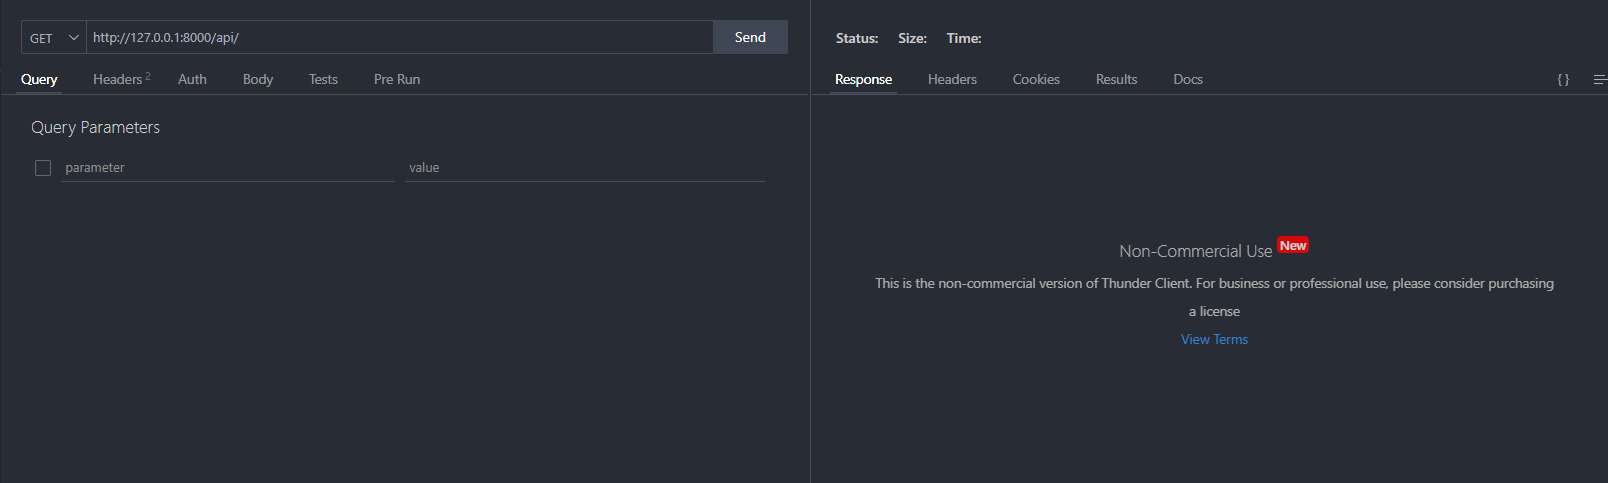 GET http://127.0.0.1:8000/api/ Send
Query Headers 2 Auth Body Tests Pre Run
Query Parameters
parameter value
Status: Size: Time:
Response Headers Cookies Results Docs { }
Non-Commercial Use New
This is the non-commercial version of Thunder Client. For business or professional use, please consider purchasing
a license
View Terms